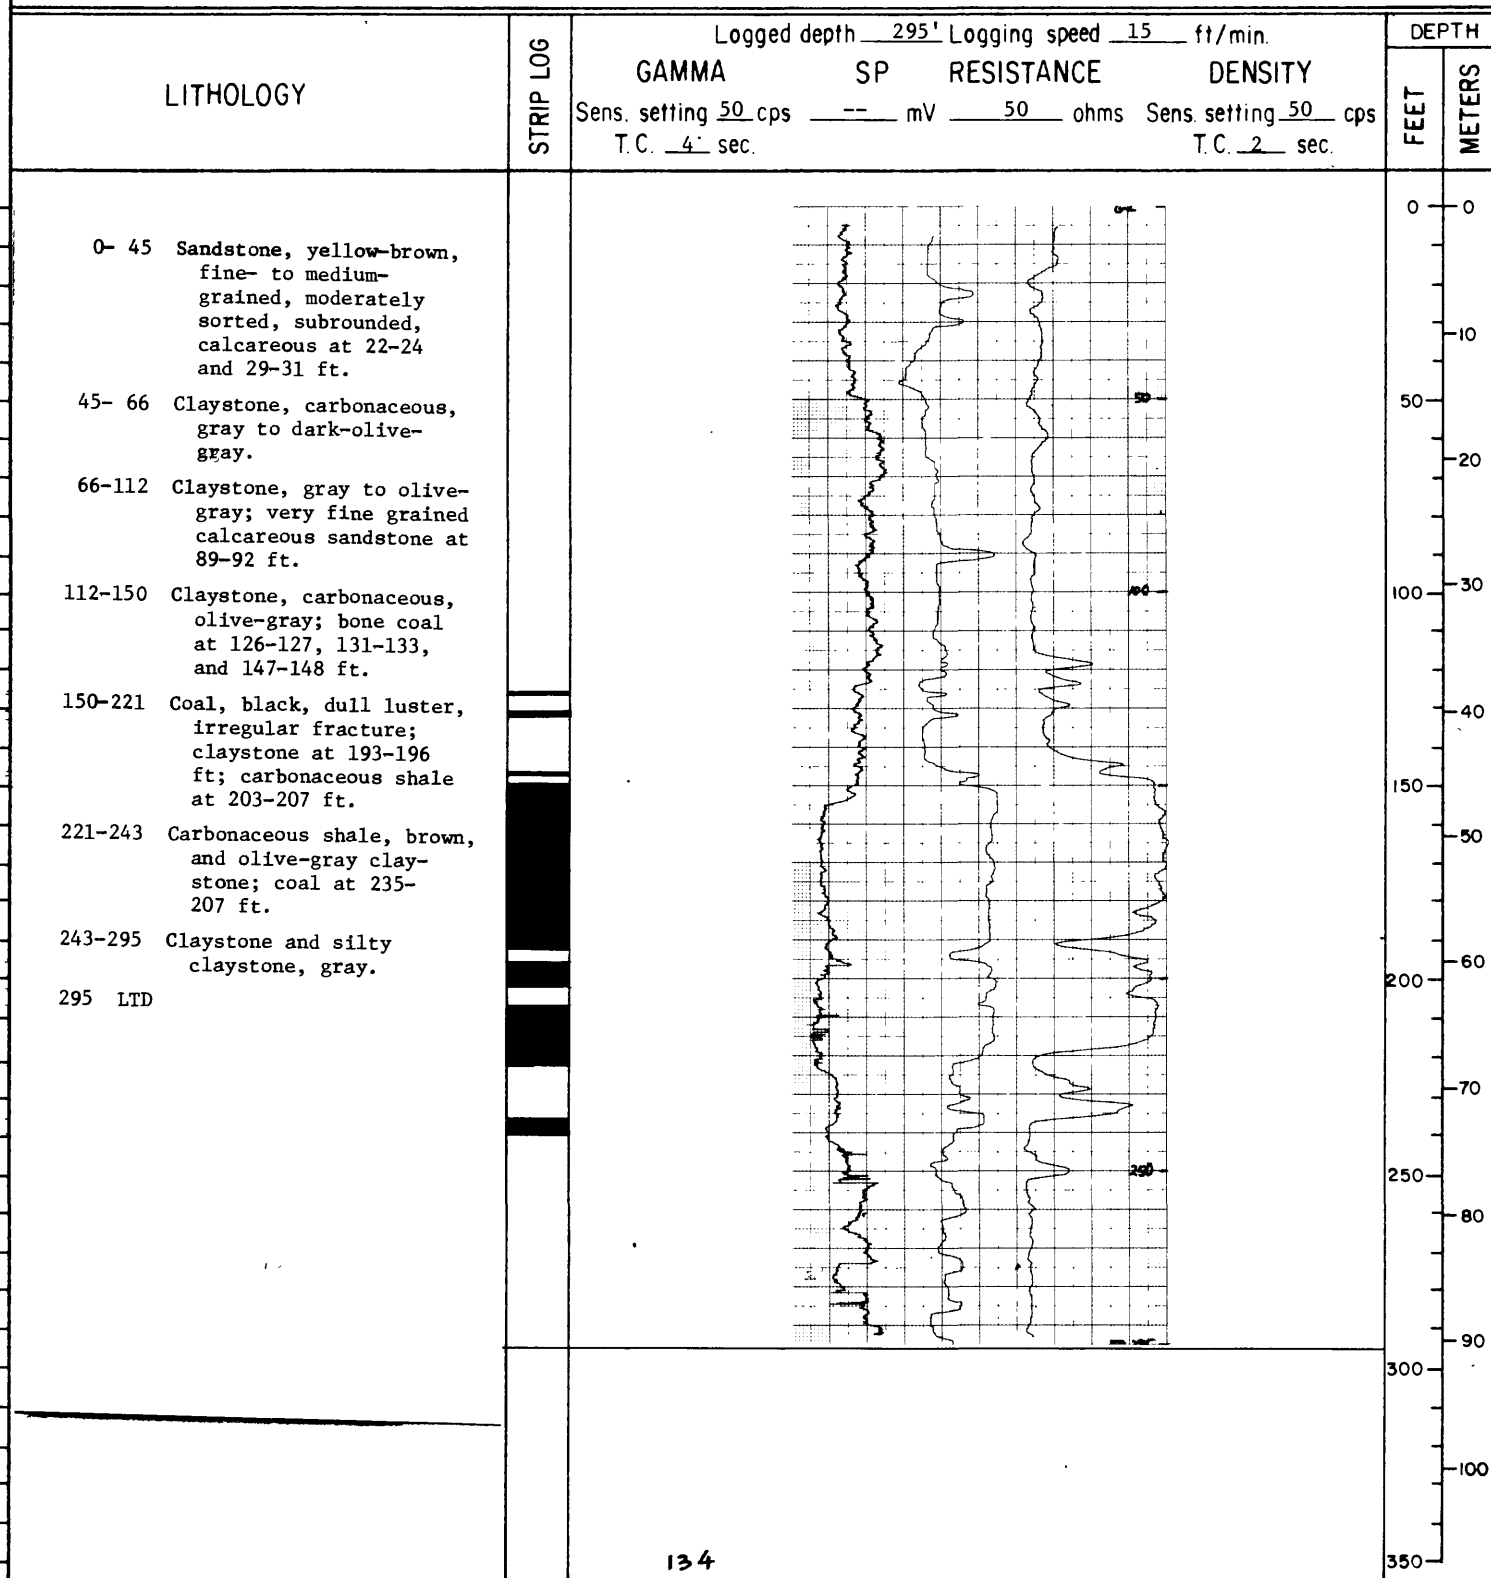 Logged depth 295' Logging speed 15 ft/min.
DEPTH
LITHOLOGY
STRIP LOG
GAMMA SP RESISTANCE DENSITY
Sens. setting 50 cps -- mV 50 ohms Sens. setting 50 cps
T.C. 4 sec. T.C. 2 sec.
FEET
METERS
0- 45 Sandstone, yellow-brown,
fine- to medium-
grained, moderately
sorted, subrounded,
calcareous at 22-24
and 29-31 ft.
45- 66 Claystone, carbonaceous,
gray to dark-olive-
gray.
66-112 Claystone, gray to olive-
gray; very fine grained
calcareous sandstone at
89-92 ft.
112-150 Claystone, carbonaceous,
olive-gray; bone coal
at 126-127, 131-133,
and 147-148 ft.
150-221 Coal, black, dull luster,
irregular fracture;
claystone at 193-196
ft; carbonaceous shale
at 203-207 ft.
221-243 Carbonaceous shale, brown,
and olive-gray clay-
stone; coal at 235-
207 ft.
243-295 Claystone and silty
claystone, gray.
295 LTD
50
100
250
0
50
100
150
200
250
300
350
0
10
20
30
40
50
60
70
80
90
100
134